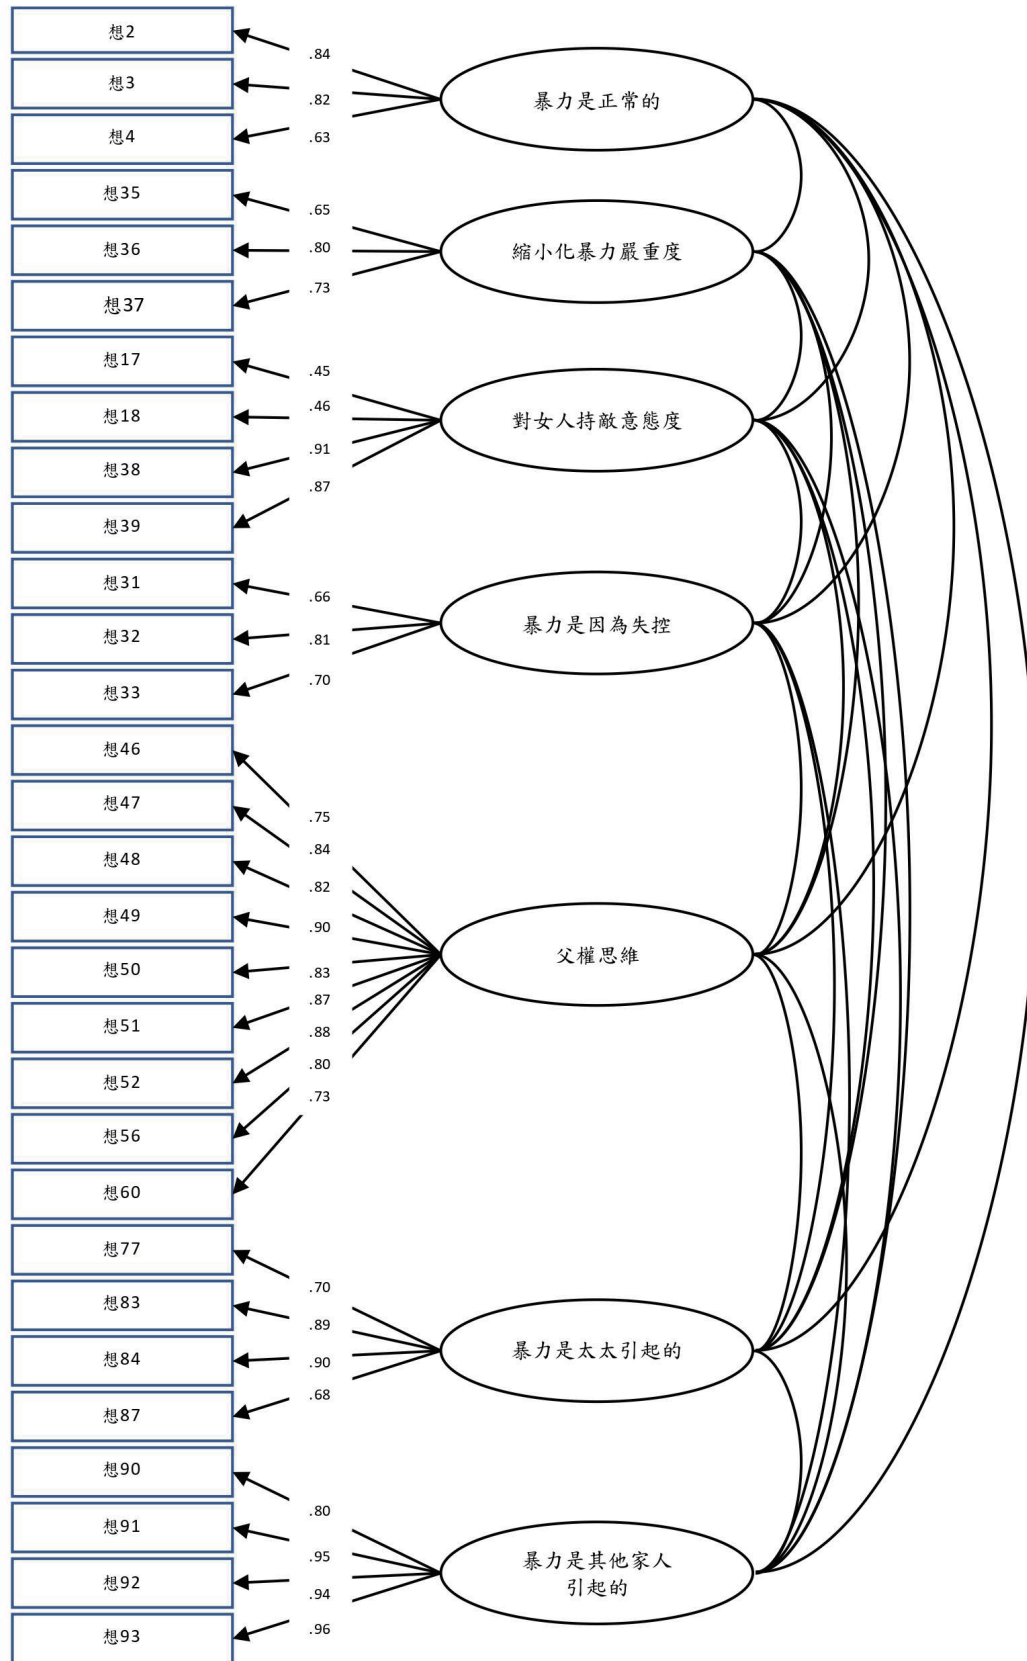 想2
.84
想3
.82
暴力是正常的
想4
.63
想35
.65
想36
.80
縮小化暴力嚴重度
想37
.73
想17
.45
想18
.46
對女人持敵意態度
想38
.91
想39
.87
想31
.66
想32
.81
暴力是因為失控
想33
.70
想46
.75
想47
.84
想48
.82
想49
.90
父權思維
想50
.83
想51
.87
想52
.88
想56
.80
想60
.73
想77
.70
想83
.89
暴力是太太引起的
想84
.90
想87
.68
想90
.80
想91
.95
暴力是其他家人
引起的
想92
.94
想93
.96